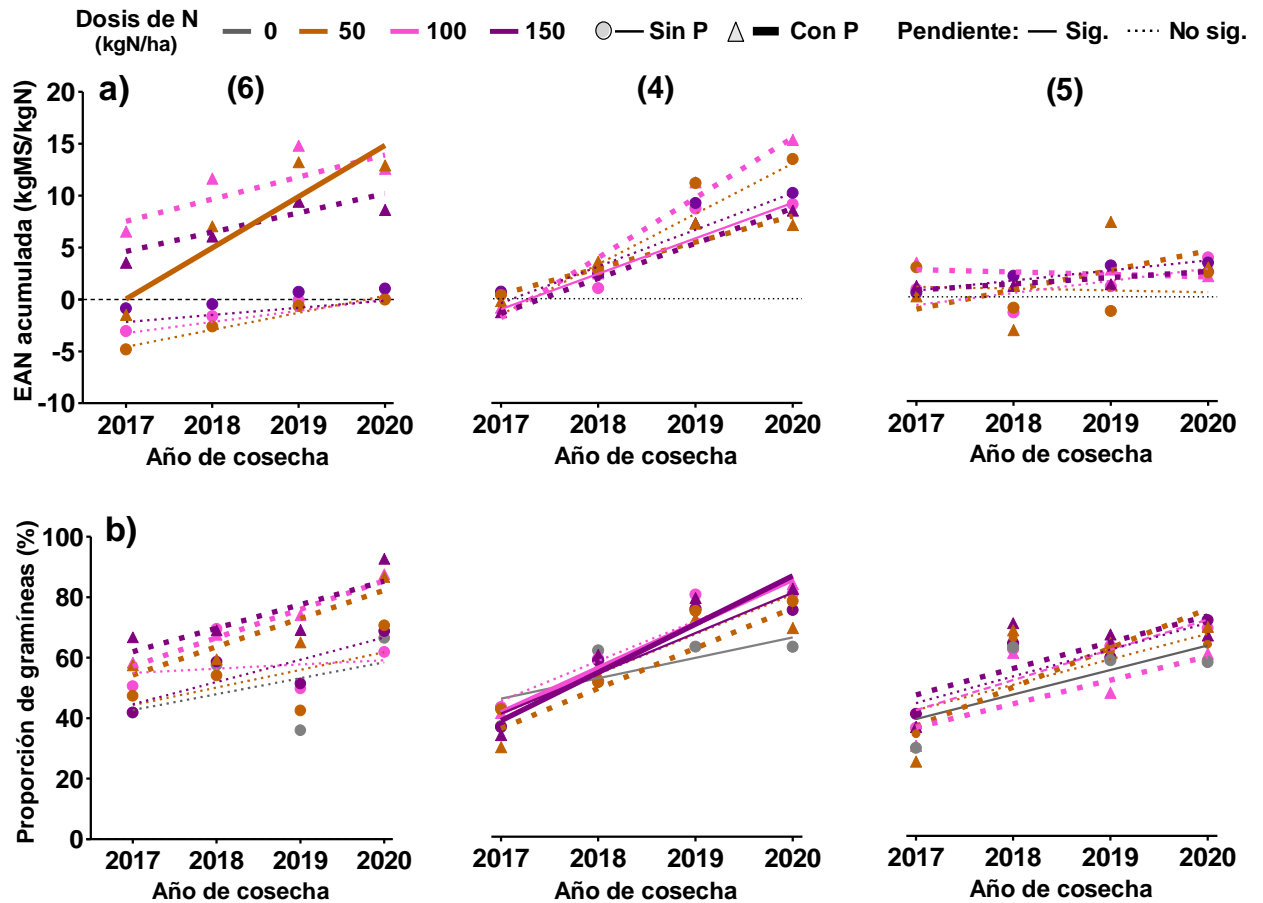 Dosis de N
(kgN/ha)
0 50 100 150 Sin P Con P Pendiente: Sig. No sig.
a) (6) (4) (5)
EAN acumulada (kgMS/kgN)
20
15
10
5
0
-5
-10
2017 2018 2019 2020
Año de cosecha
2017 2018 2019 2020
Año de cosecha
2017 2018 2019 2020
Año de cosecha
b)
Proporción de gramíneas (%)
100
80
60
40
20
0
2017 2018 2019 2020
Año de cosecha
2017 2018 2019 2020
Año de cosecha
2017 2018 2019 2020
Año de cosecha